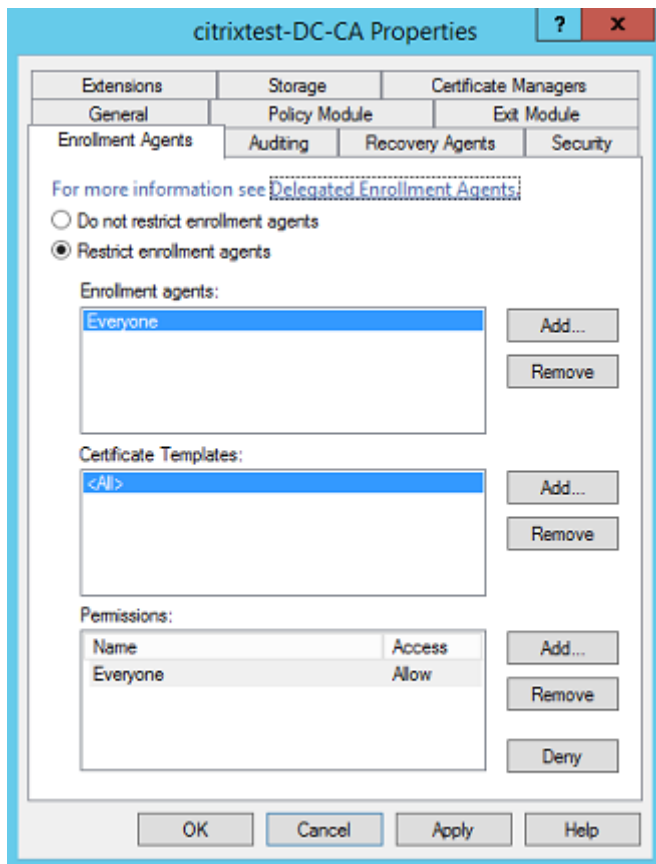 citrixtest-DC-CA Properties
?
x
Extensions
Storage
Certificate Managers
General
Policy Module
Exit Module
Enrollment Agents
Auditing
Recovery Agents
Security
For more information see Delegated Enrollment Agents.
Do not restrict enrollment agents
Restrict enrollment agents
Enrollment agents:
Everyone
Add...
Remove
Certificate Templates:
<All>
Add...
Remove
Permissions:
Name
Access
Everyone
Allow
Add...
Remove
Deny
OK
Cancel
Apply
Help